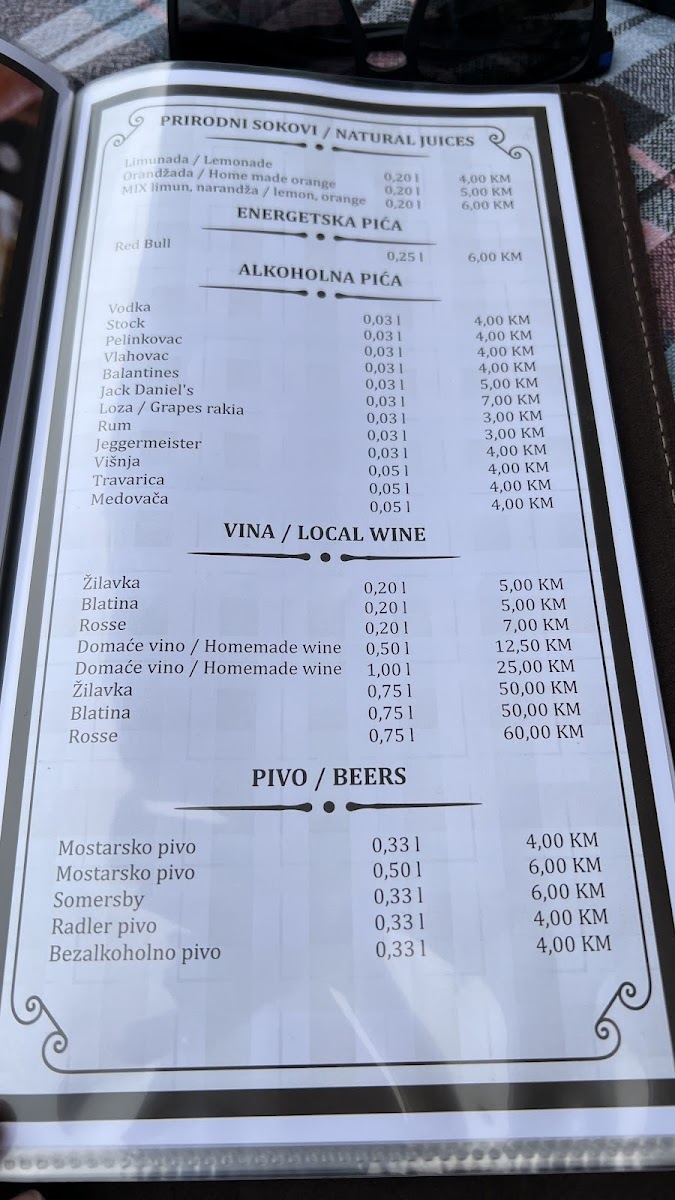 PRIRODNI SOKOVI / NATURAL JUICES
Limunada / Lemonade 0,20 l 4,00 KM
Orandžada / Home made orange 0,20 l 5,00 KM
MIX limun, narandža / lemon, orange 0,20 l 6,00 KM
ENERGETSKA PIĆA
Red Bull 0,25 l 6,00 KM
ALKOHOLNA PIĆA
Vodka 0,03 l 4,00 KM
Stock 0,03 l 4,00 KM
Pelinkovac 0,03 l 4,00 KM
Vlahovac 0,03 l 4,00 KM
Balantines 0,03 l 5,00 KM
Jack Daniel's 0,03 l 7,00 KM
Loza / Grapes rakia 0,03 l 3,00 KM
Rum 0,03 l 3,00 KM
Jeggermeister 0,03 l 4,00 KM
Višnja 0,05 l 4,00 KM
Travarica 0,05 l 4,00 KM
Medovača 0,05 l 4,00 KM
VINA / LOCAL WINE
Žilavka 0,20 l 5,00 KM
Blatina 0,20 l 5,00 KM
Rosse 0,20 l 7,00 KM
Domaće vino / Homemade wine 0,50 l 12,50 KM
Domaće vino / Homemade wine 1,00 l 25,00 KM
Žilavka 0,75 l 50,00 KM
Blatina 0,75 l 50,00 KM
Rosse 0,75 l 60,00 KM
PIVO / BEERS
Mostarsko pivo 0,33 l 4,00 KM
Mostarsko pivo 0,50 l 6,00 KM
Somersby 0,33 l 6,00 KM
Radler pivo 0,33 l 4,00 KM
Bezalkoholno pivo 0,33 l 4,00 KM